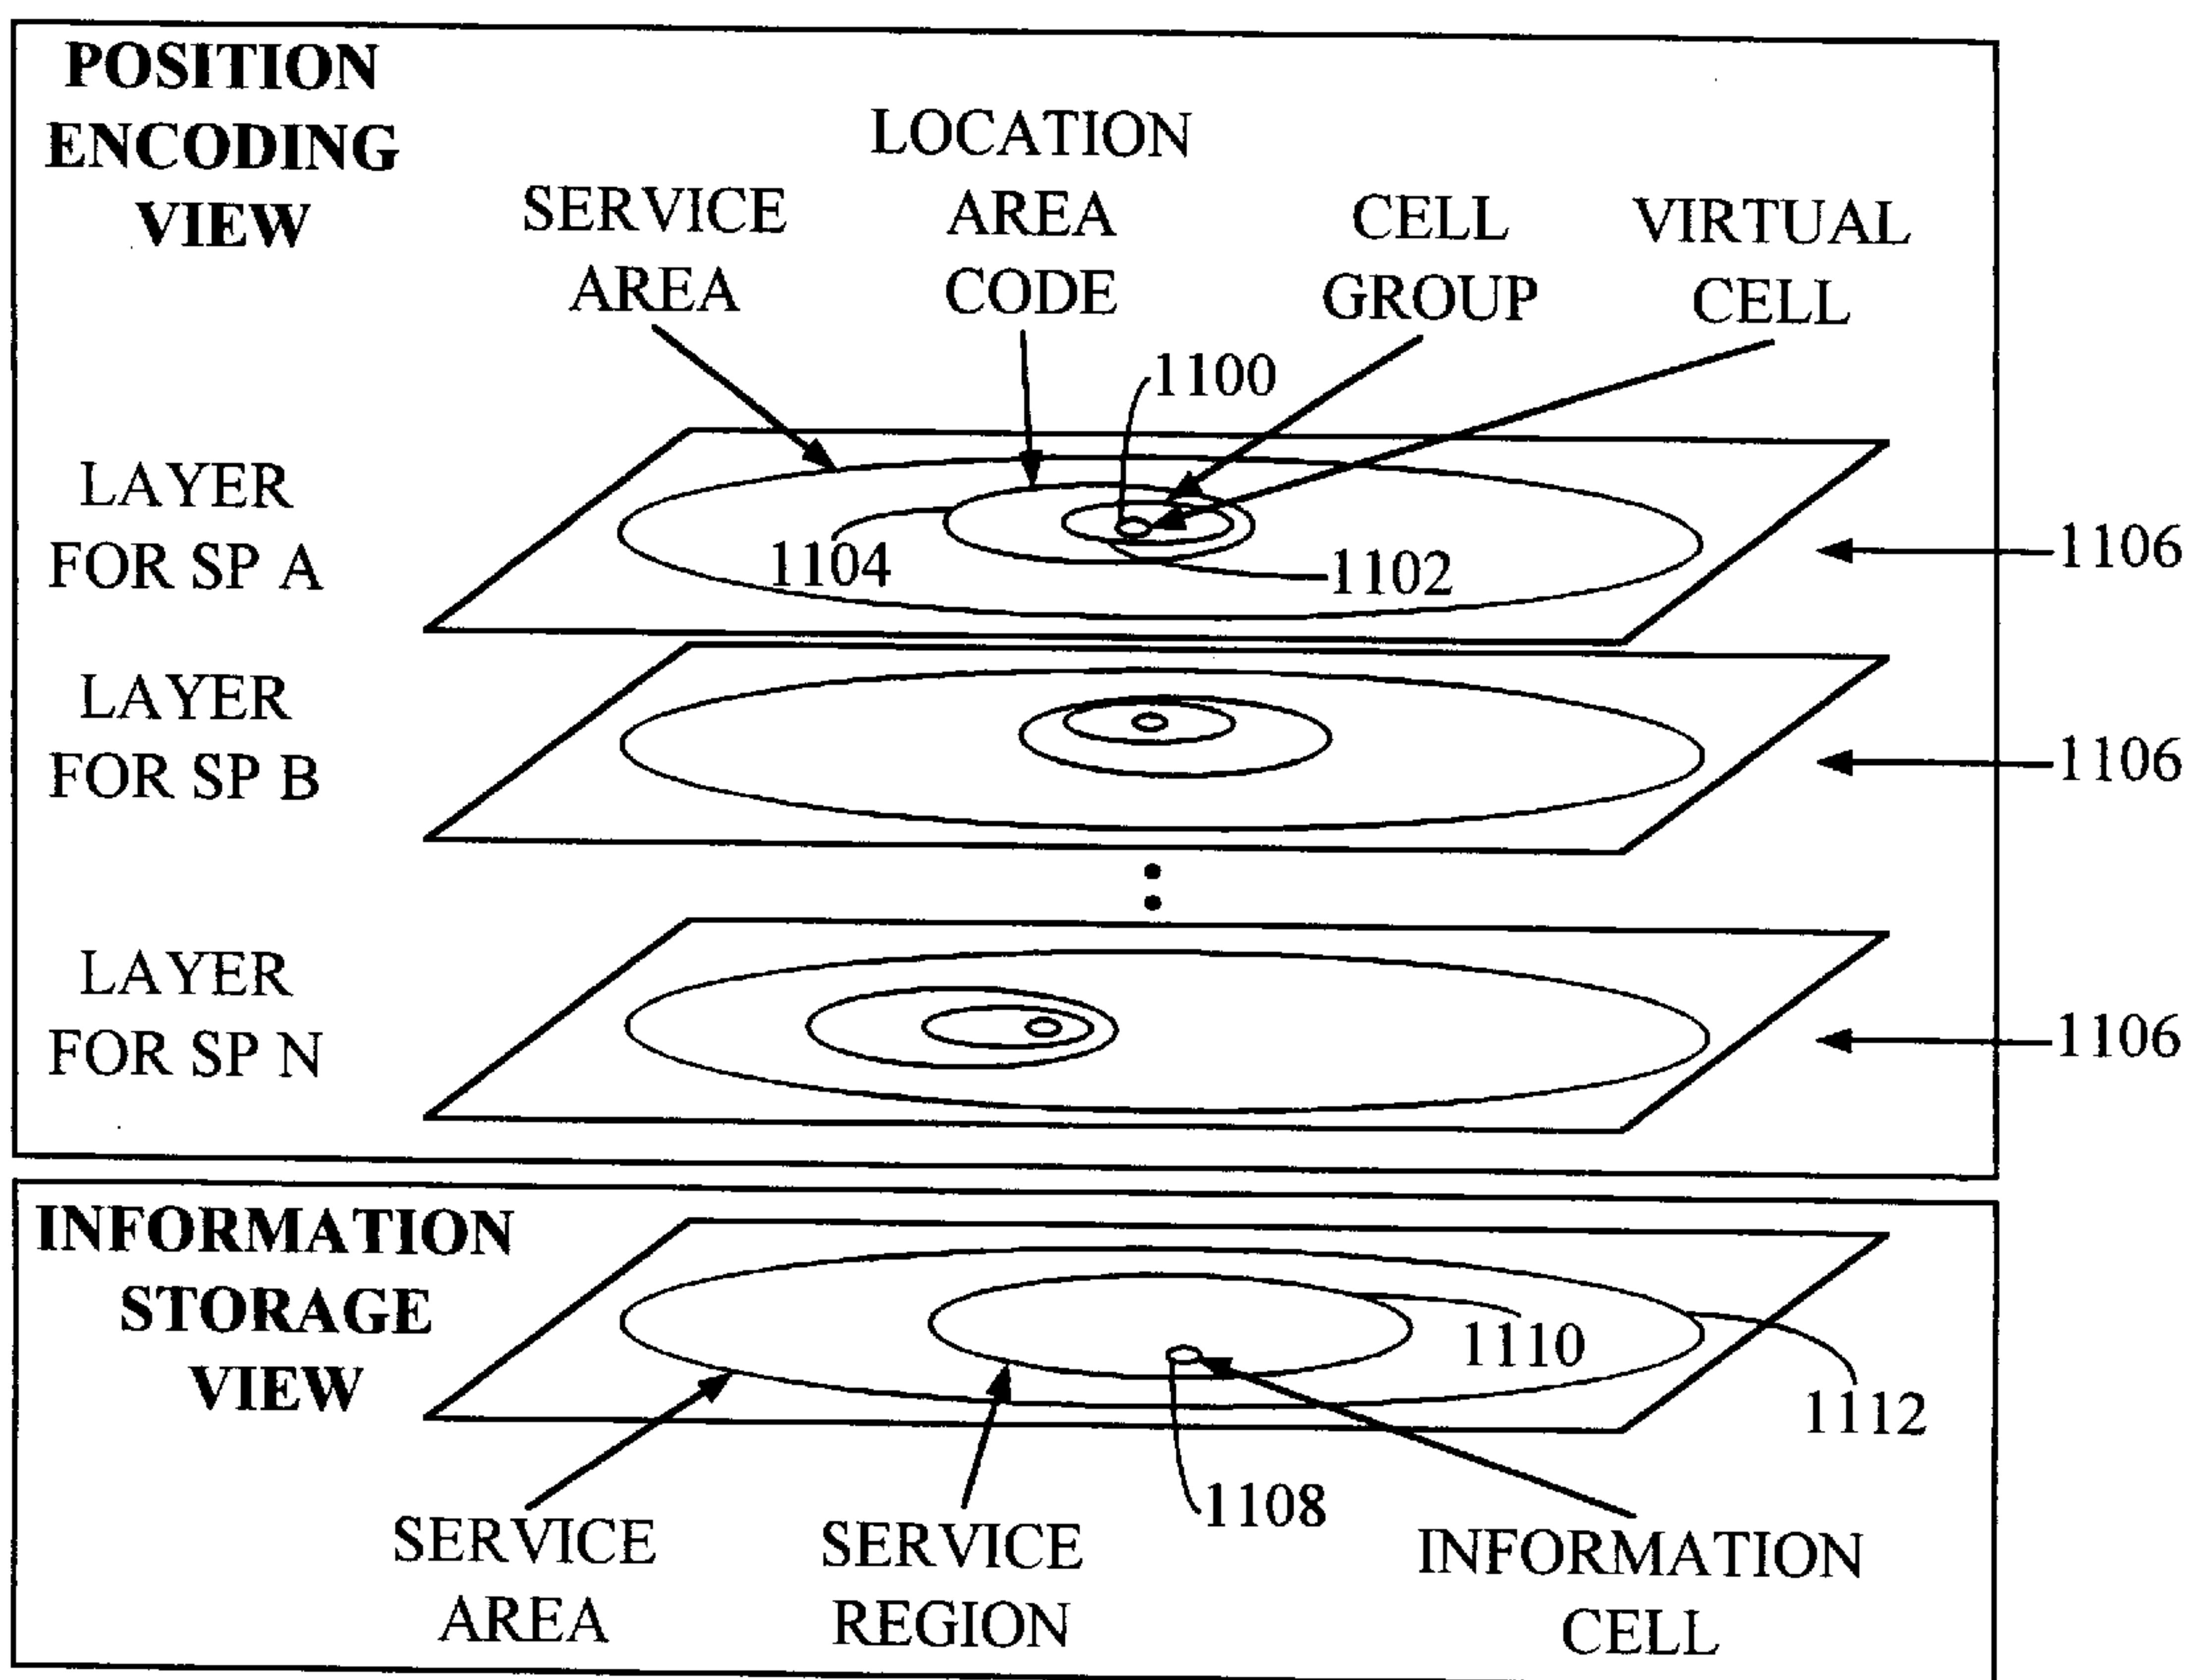 POSITION
ENCODING
VIEW
SERVICE
AREA
LOCATION
AREA
CODE
CELL
GROUP
VIRTUAL
CELL
1100
LAYER
FOR SP A
1104
1102
1106
LAYER
FOR SP B
1106
LAYER
FOR SP N
1106
INFORMATION
STORAGE
VIEW
1110
1112
1108
SERVICE
AREA
SERVICE
REGION
INFORMATION
CELL